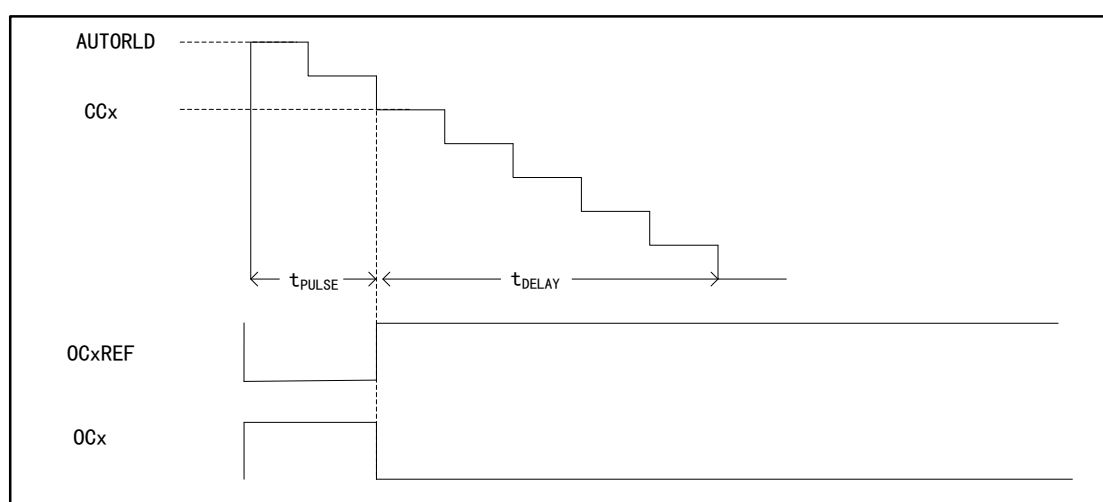 AUTORLD
CCx
tPULSE
tDELAY
OCxREF
OCx